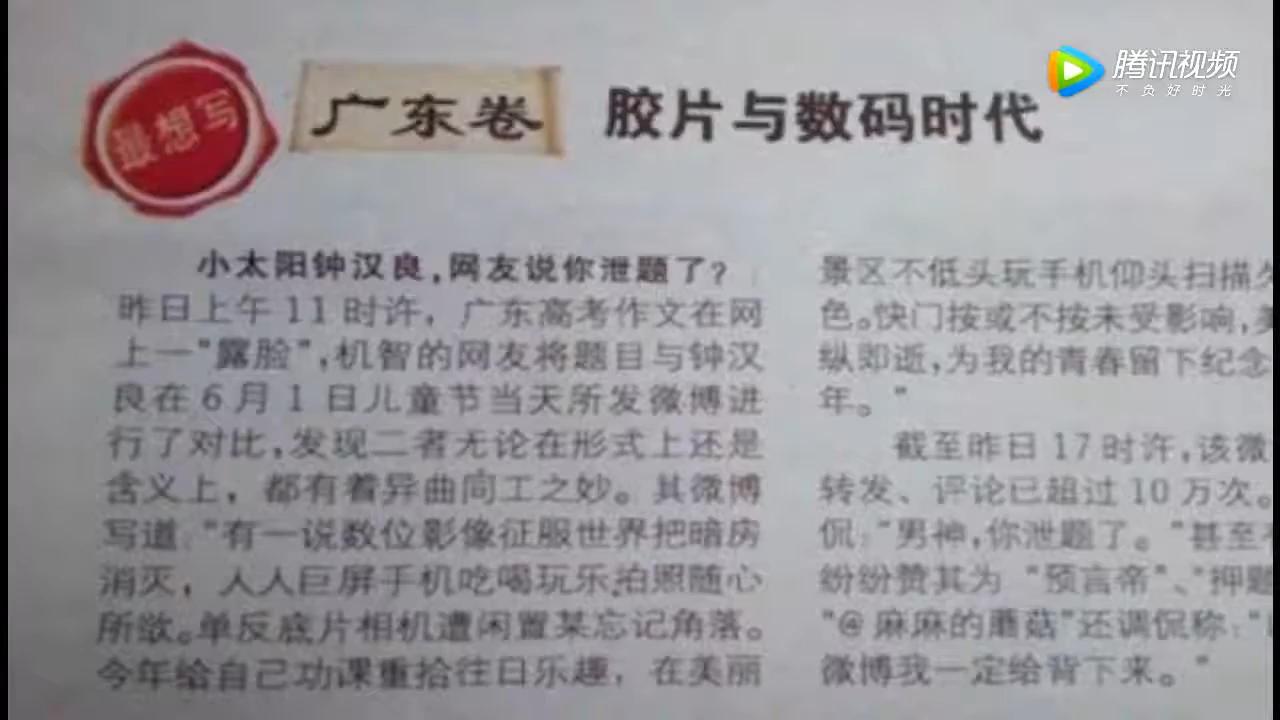 腾讯视频
不负好时光
最想写
广东卷
胶片与数码时代
小太阳钟汉良,网友说你泄题了?
昨日上午11时许,广东高考作文在网
上一"露脸",机智的网友将题目与钟汉
良在6月1日儿童节当天所发微博进
行了对比,发现二者无论在形式上还是
含义上,都有着异曲同工之妙。其微博
写道:"有一说数位影像征服世界把暗房
消灭,人人巨屏手机吃喝玩乐拍照随心
所欲。单反底片相机遭闲置某忘记角落。
今年给自己功课重拾往日乐趣,在美丽
景区不低头玩手机仰头扫描
色。快门按或不按未受影响,
纵即逝,为我的青春留下纪念
年。"
截至昨日17时许,该微
转发、评论已超过10万次。
侃:"男神,你泄题了。"甚至
纷纷赞其为"预言帝"、"押题
"@麻麻的蘑菇"还调侃称:"
微博我一定给背下来。"